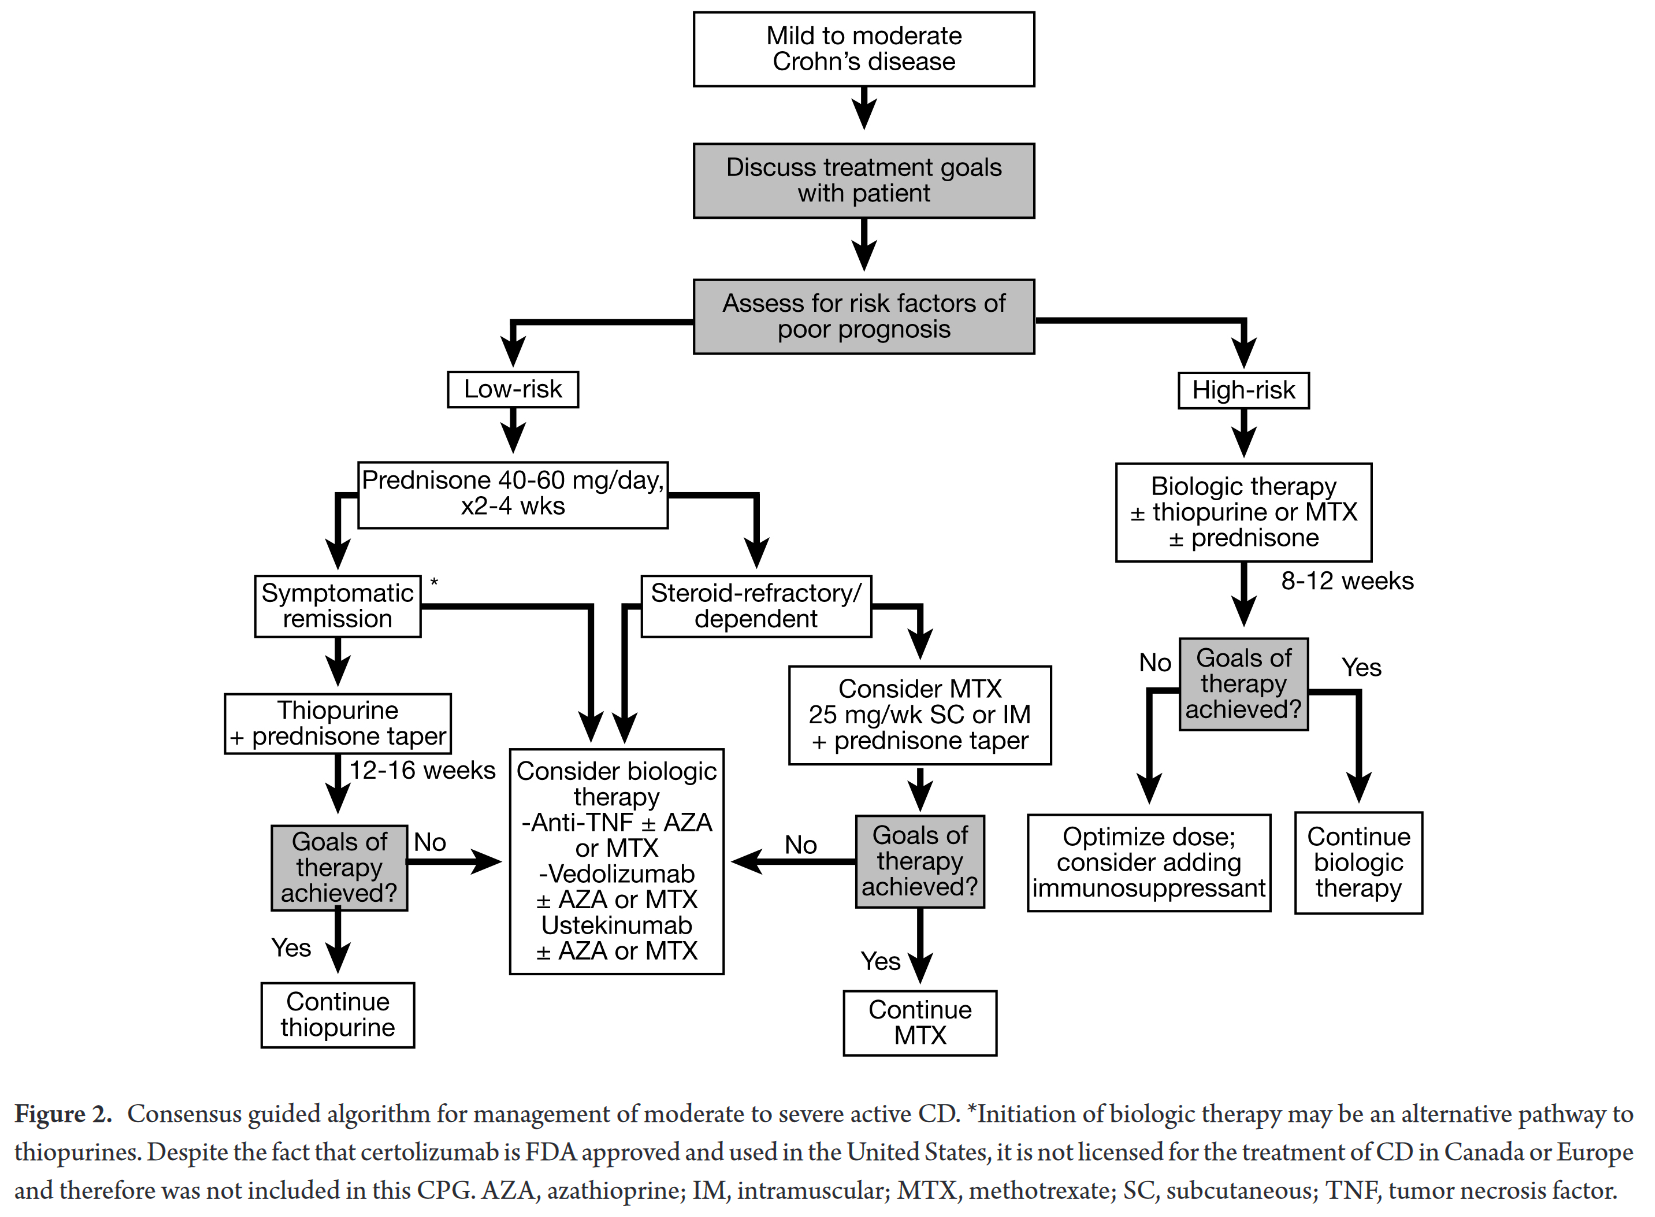 Mild to moderate
Crohn’s disease
Discuss treatment goals
with patient
Assess for risk factors of
poor prognosis
Low-risk
High-risk
Prednisone 40-60 mg/day,
x2-4 wks
Biologic therapy
± thiopurine or MTX
± prednisone
8-12 weeks
Symptomatic
remission
*
Steroid-refractory/
dependent
Goals of
therapy
achieved?
No
Yes
Thiopurine
+ prednisone taper
12-16 weeks
Consider MTX
25 mg/wk SC or IM
+ prednisone taper
Consider biologic
therapy
-Anti-TNF ± AZA
or MTX
-Vedolizumab
± AZA or MTX
Ustekinumab
± AZA or MTX
Goals of
therapy
achieved?
No
Yes
Goals of
therapy
achieved?
No
Yes
Optimize dose;
consider adding
immunosuppressant
Continue
biologic
therapy
Continue
thiopurine
Continue
MTX
Figure 2. Consensus guided algorithm for management of moderate to severe active CD. *Initiation of biologic therapy may be an alternative pathway to
thiopurines. Despite the fact that certolizumab is FDA approved and used in the United States, it is not licensed for the treatment of CD in Canada or Europe
and therefore was not included in this CPG. AZA, azathioprine; IM, intramuscular; MTX, methotrexate; SC, subcutaneous; TNF, tumor necrosis factor.